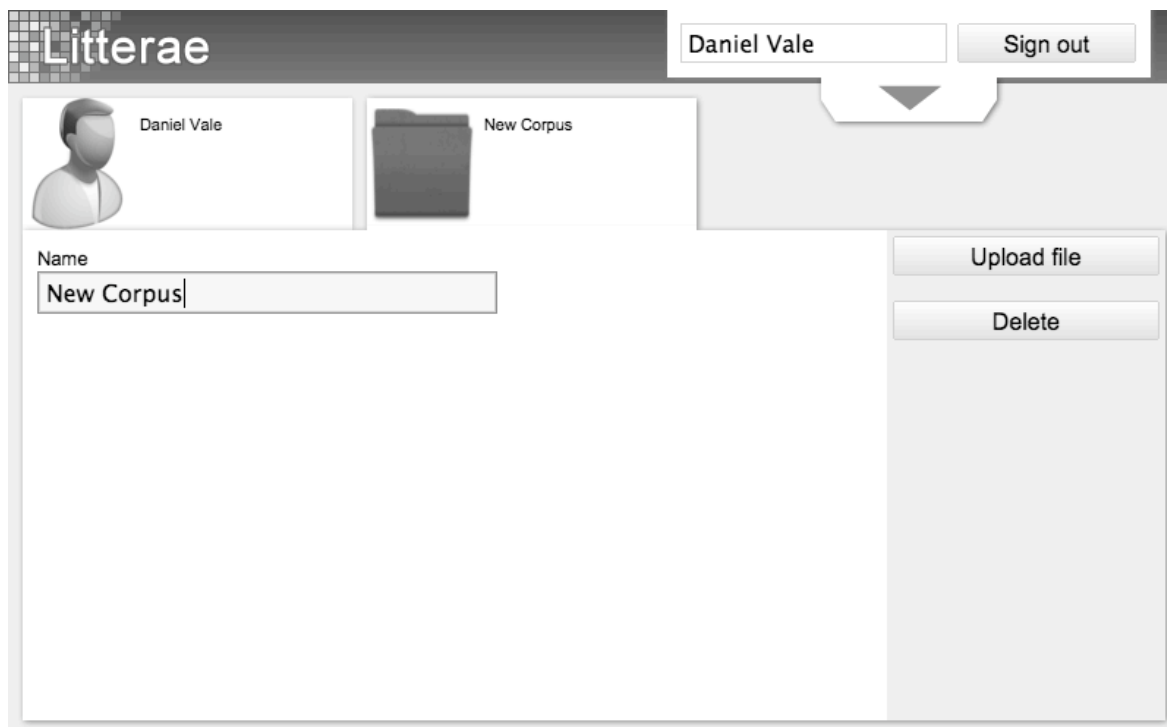 Litterae
Daniel Vale
Sign out
Daniel Vale
New Corpus
Name
New Corpus
Upload file
Delete